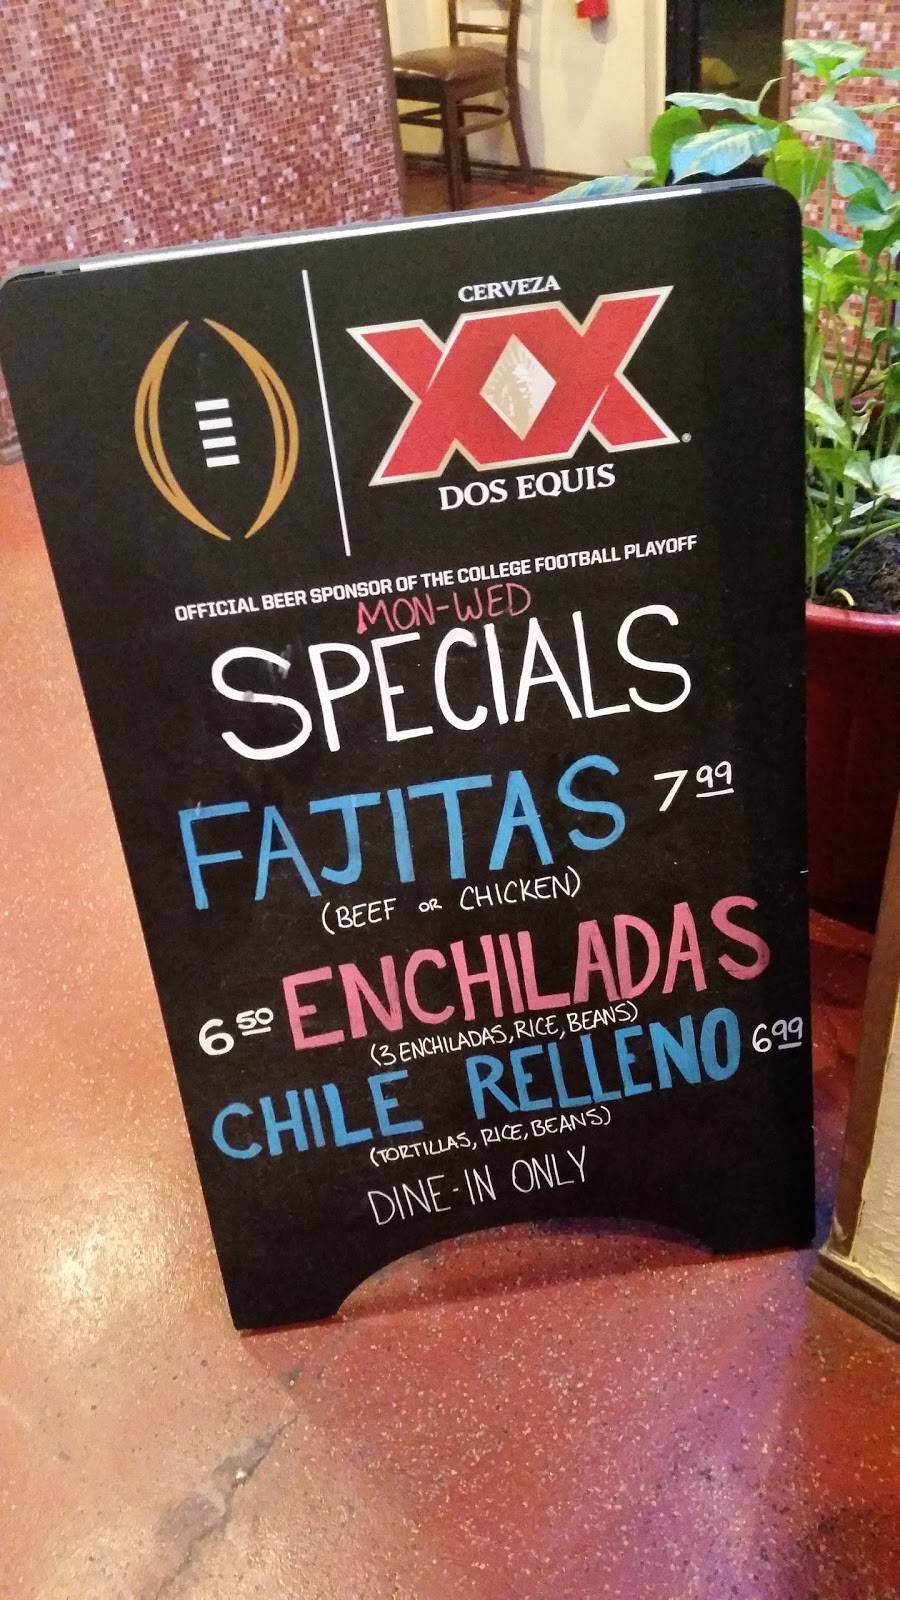 CERVEZA
XX
DOS EQUIS
OFFICIAL BEER SPONSOR OF THE COLLEGE FOOTBALL PLAYOFF
MON-WED
SPECIALS
FAJITAS 7 99
(BEEF OR CHICKEN)
6 50 ENCHILADAS
(3 ENCHILADAS, RICE, BEANS)
CHILE RELLENO 6 99
(TORTILLAS, RICE, BEANS)
DINE-IN ONLY